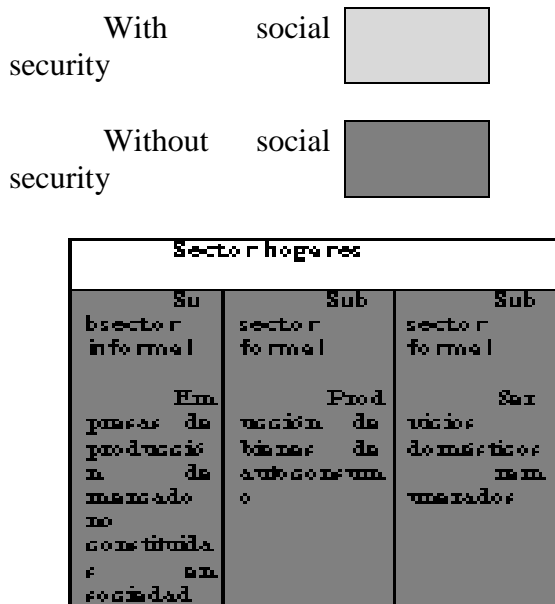 With social
security
Without social
security
Sector hogares
Su
bsector
informal
Em
presas de
producció
n de
mercado
no
constituida
s en
sociedad
Sub
sector
formal
Prod
ucción de
bienes de
autoconsum
o
Sub
sector
formal
Ser
vicios
domésticos
rem
unerados